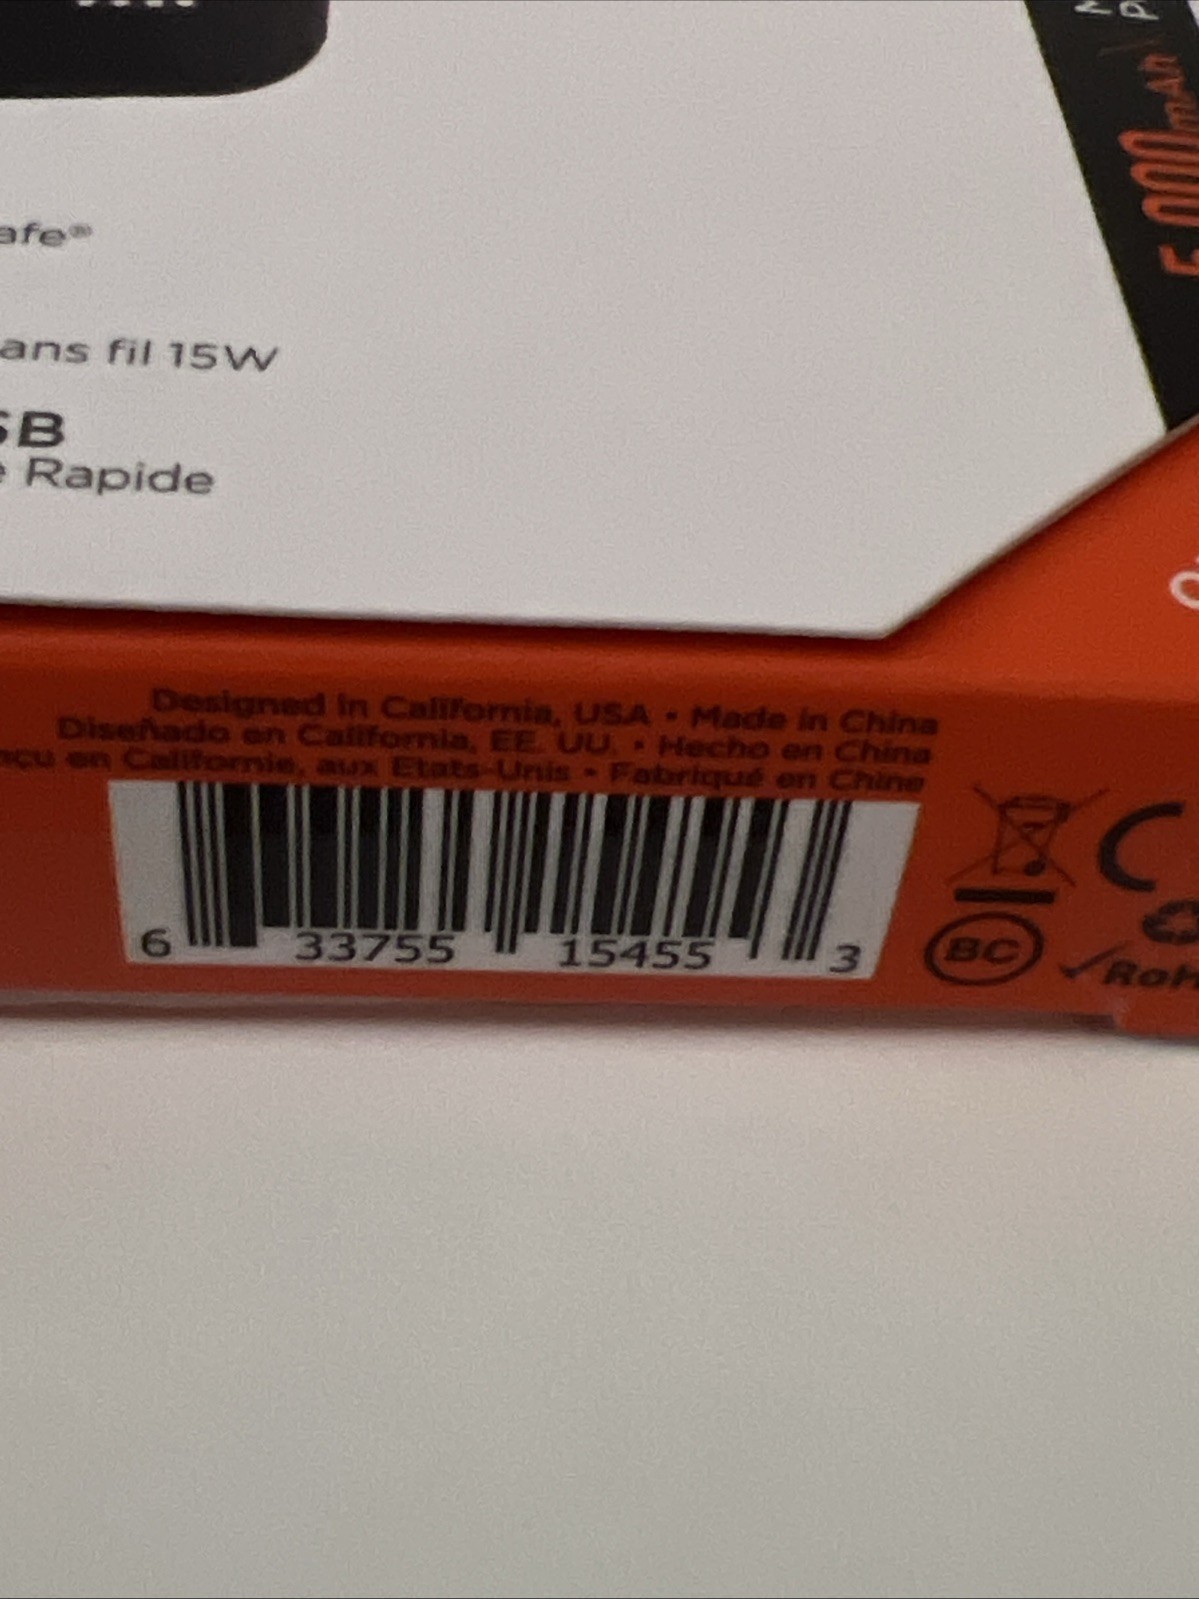 afe®
ans fil 15W
SB
e Rapide
5,000mAh
Designed in California, USA • Made in China
Diseñado en California, EE. UU. • Hecho en China
nçu en Californie, aux Etats-Unis • Fabriqué en Chine
6 33755 15455 3
BC
RoH